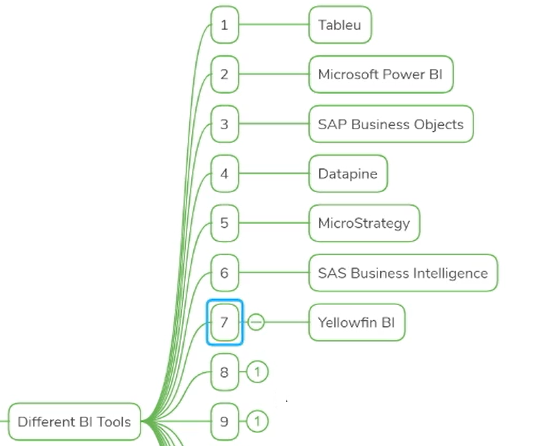 1 Tableu
2 Microsoft Power BI
3 SAP Business Objects
4 Datapine
5 MicroStrategy
6 SAS Business Intelligence
7 Yellowfin BI
8 1
Different BI Tools 9 1